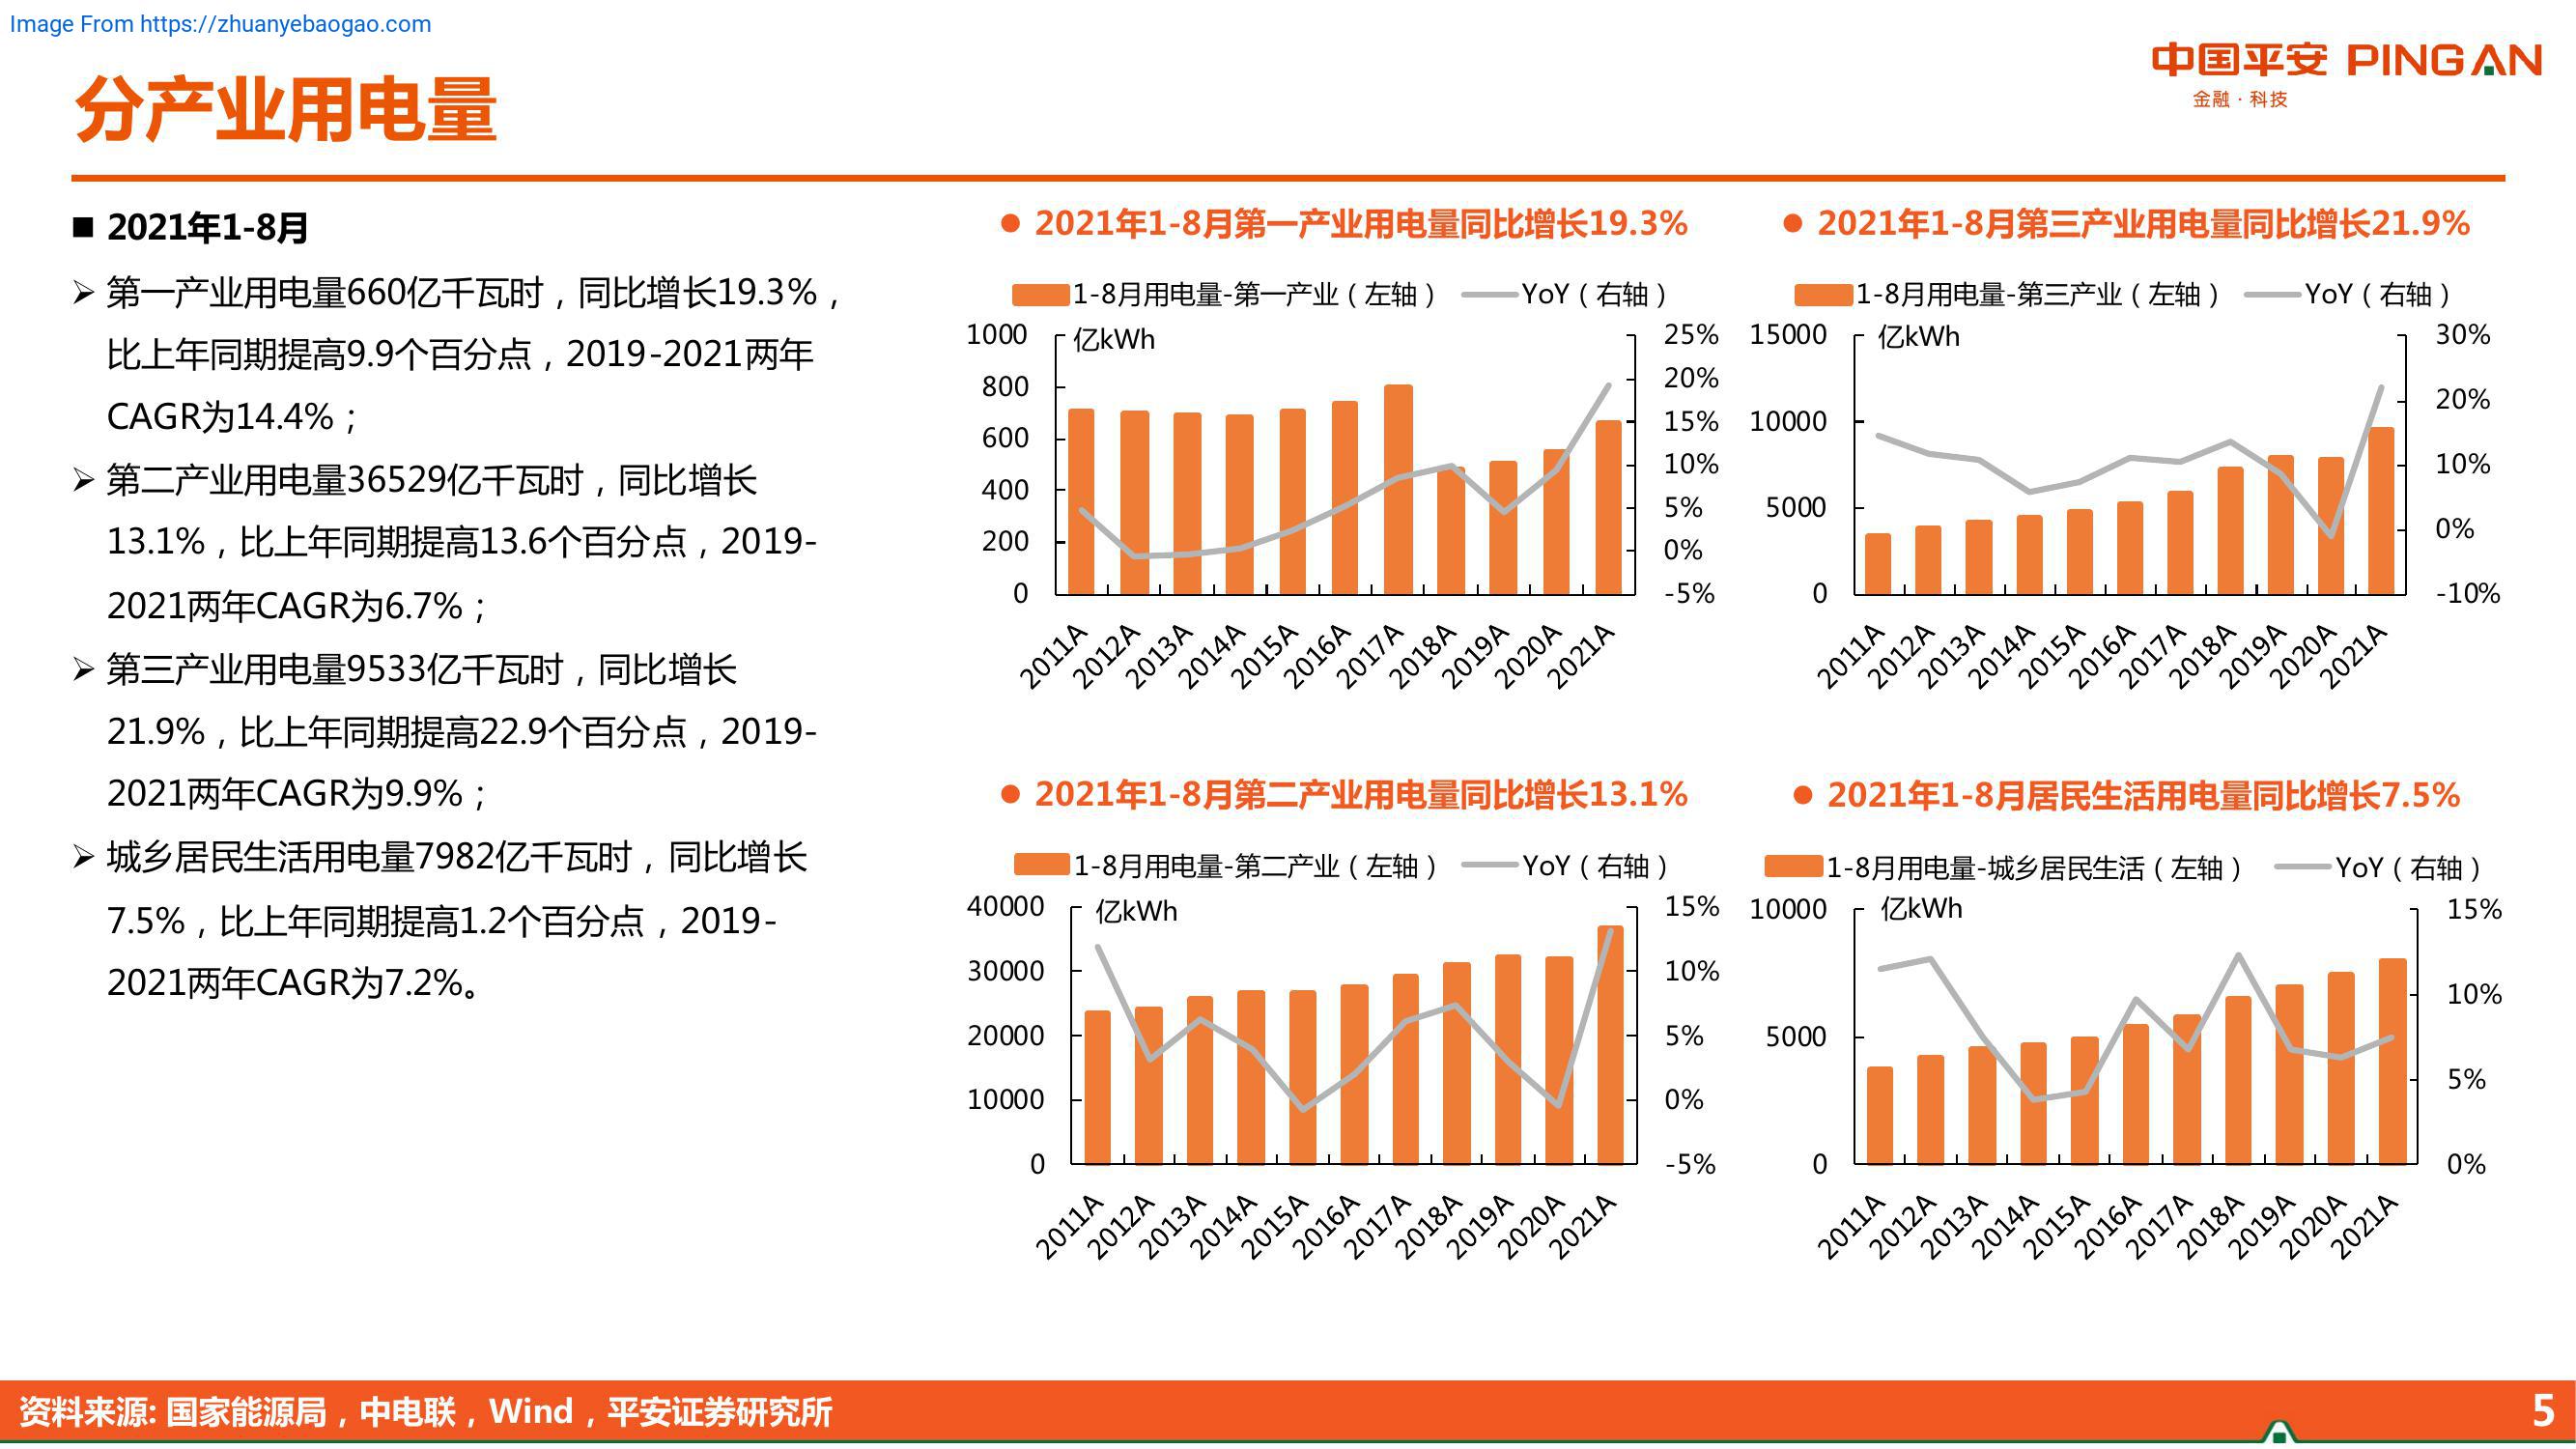 Image From https://zhuanyebaogao.com
中国平安 PINGAN
金融·科技
分产业用电量
■ 2021年1-8月
➢ 第一产业用电量660亿千瓦时，同比增长19.3%，
比上年同期提高9.9个百分点，2019-2021两年
CAGR为14.4%；
➢ 第二产业用电量36529亿千瓦时，同比增长
13.1%，比上年同期提高13.6个百分点，2019-
2021两年CAGR为6.7%；
➢ 第三产业用电量9533亿千瓦时，同比增长
21.9%，比上年同期提高22.9个百分点，2019-
2021两年CAGR为9.9%；
➢ 城乡居民生活用电量7982亿千瓦时，同比增长
7.5%，比上年同期提高1.2个百分点，2019-
2021两年CAGR为7.2%。
● 2021年1-8月第一产业用电量同比增长19.3%
1-8月用电量-第一产业（左轴） YoY（右轴）
亿kWh
1000
800
600
400
200
0
25%
20%
15%
10%
5%
0%
-5%
2011A 2012A 2013A 2014A 2015A 2016A 2017A 2018A 2019A 2020A 2021A
● 2021年1-8月第三产业用电量同比增长21.9%
1-8月用电量-第三产业（左轴） YoY（右轴）
亿kWh
15000
10000
5000
0
30%
20%
10%
0%
-10%
2011A 2012A 2013A 2014A 2015A 2016A 2017A 2018A 2019A 2020A 2021A
● 2021年1-8月第二产业用电量同比增长13.1%
1-8月用电量-第二产业（左轴） YoY（右轴）
亿kWh
40000
30000
20000
10000
0
15%
10%
5%
0%
-5%
2011A 2012A 2013A 2014A 2015A 2016A 2017A 2018A 2019A 2020A 2021A
● 2021年1-8月居民生活用电量同比增长7.5%
1-8月用电量-城乡居民生活（左轴） YoY（右轴）
亿kWh
10000
5000
0
15%
10%
5%
0%
2011A 2012A 2013A 2014A 2015A 2016A 2017A 2018A 2019A 2020A 2021A
资料来源: 国家能源局，中电联，Wind，平安证券研究所
5